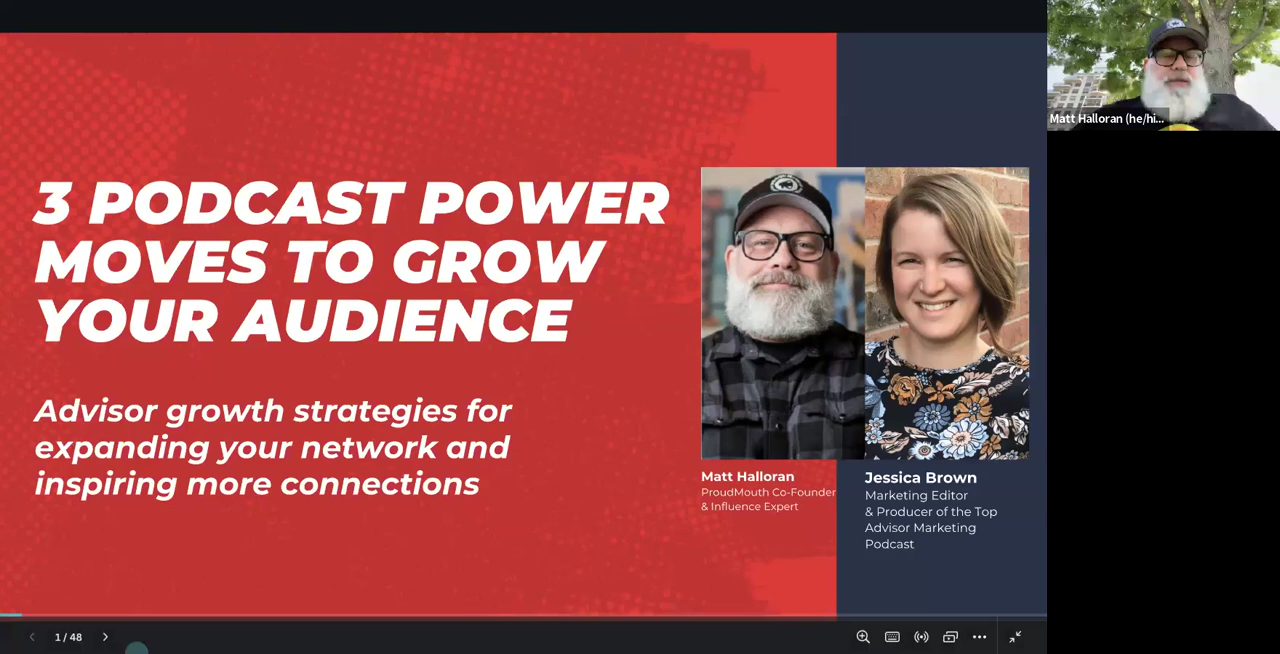 3 PODCAST POWER
MOVES TO GROW
YOUR AUDIENCE
Advisor growth strategies for
expanding your network and
inspiring more connections
Matt Halloran
ProudMouth Co-Founder
& Influence Expert
Jessica Brown
Marketing Editor
& Producer of the Top
Advisor Marketing
Podcast
Matt Halloran (he/hi...
1 / 48